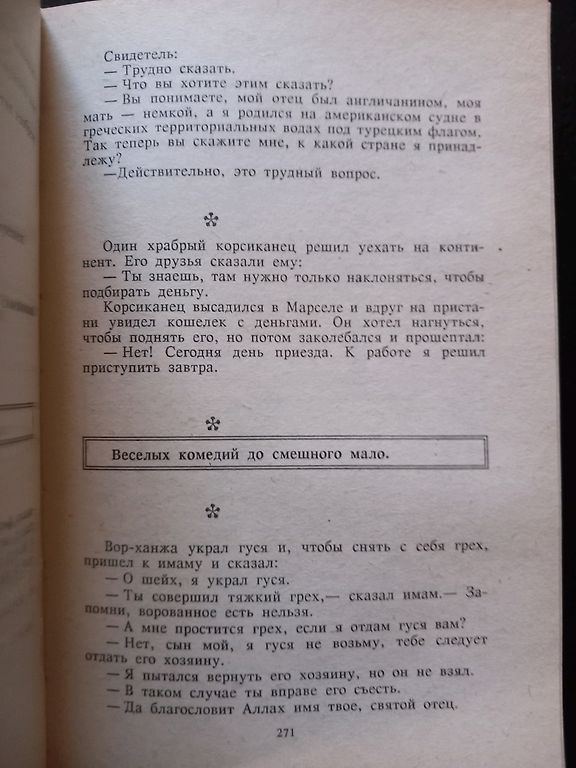 Свидетель:
— Трудно сказать.
— Что вы хотите этим сказать?
— Вы понимаете, мой отец был англичанином, моя
мать — немкой, а я родился на американском судне в
греческих территориальных водах под турецким флагом.
Так теперь вы скажите мне, к какой стране я принад-
лежу?
—Действительно, это трудный вопрос.
*
Один храбрый корсиканец решил уехать на конти-
нент. Его друзья сказали ему:
— Ты знаешь, там нужно только наклоняться, чтобы
подбирать деньгу.
Корсиканец высадился в Марселе и вдруг на приста-
ни увидел кошелек с деньгами. Он хотел нагнуться,
чтобы поднять его, но потом заколебался и прошептал:
— Нет! Сегодня день приезда. К работе я решил
приступить завтра.
*
Веселых комедий до смешного мало.
*
Вор-ханжа украл гуся и, чтобы снять с себя грех,
пришел к имаму и сказал:
— О шейх, я украл гуся.
— Ты совершил тяжкий грех,— сказал имам.— За-
помни, ворованное есть нельзя.
— А мне простится грех, если я отдам гуся вам?
— Нет, сын мой, я гуся не возьму, тебе следует
отдать его хозяину.
— Я пытался вернуть его хозяину, но он не взял.
— В таком случае ты вправе его съесть.
— Да благословит Аллах имя твое, святой отец.
271